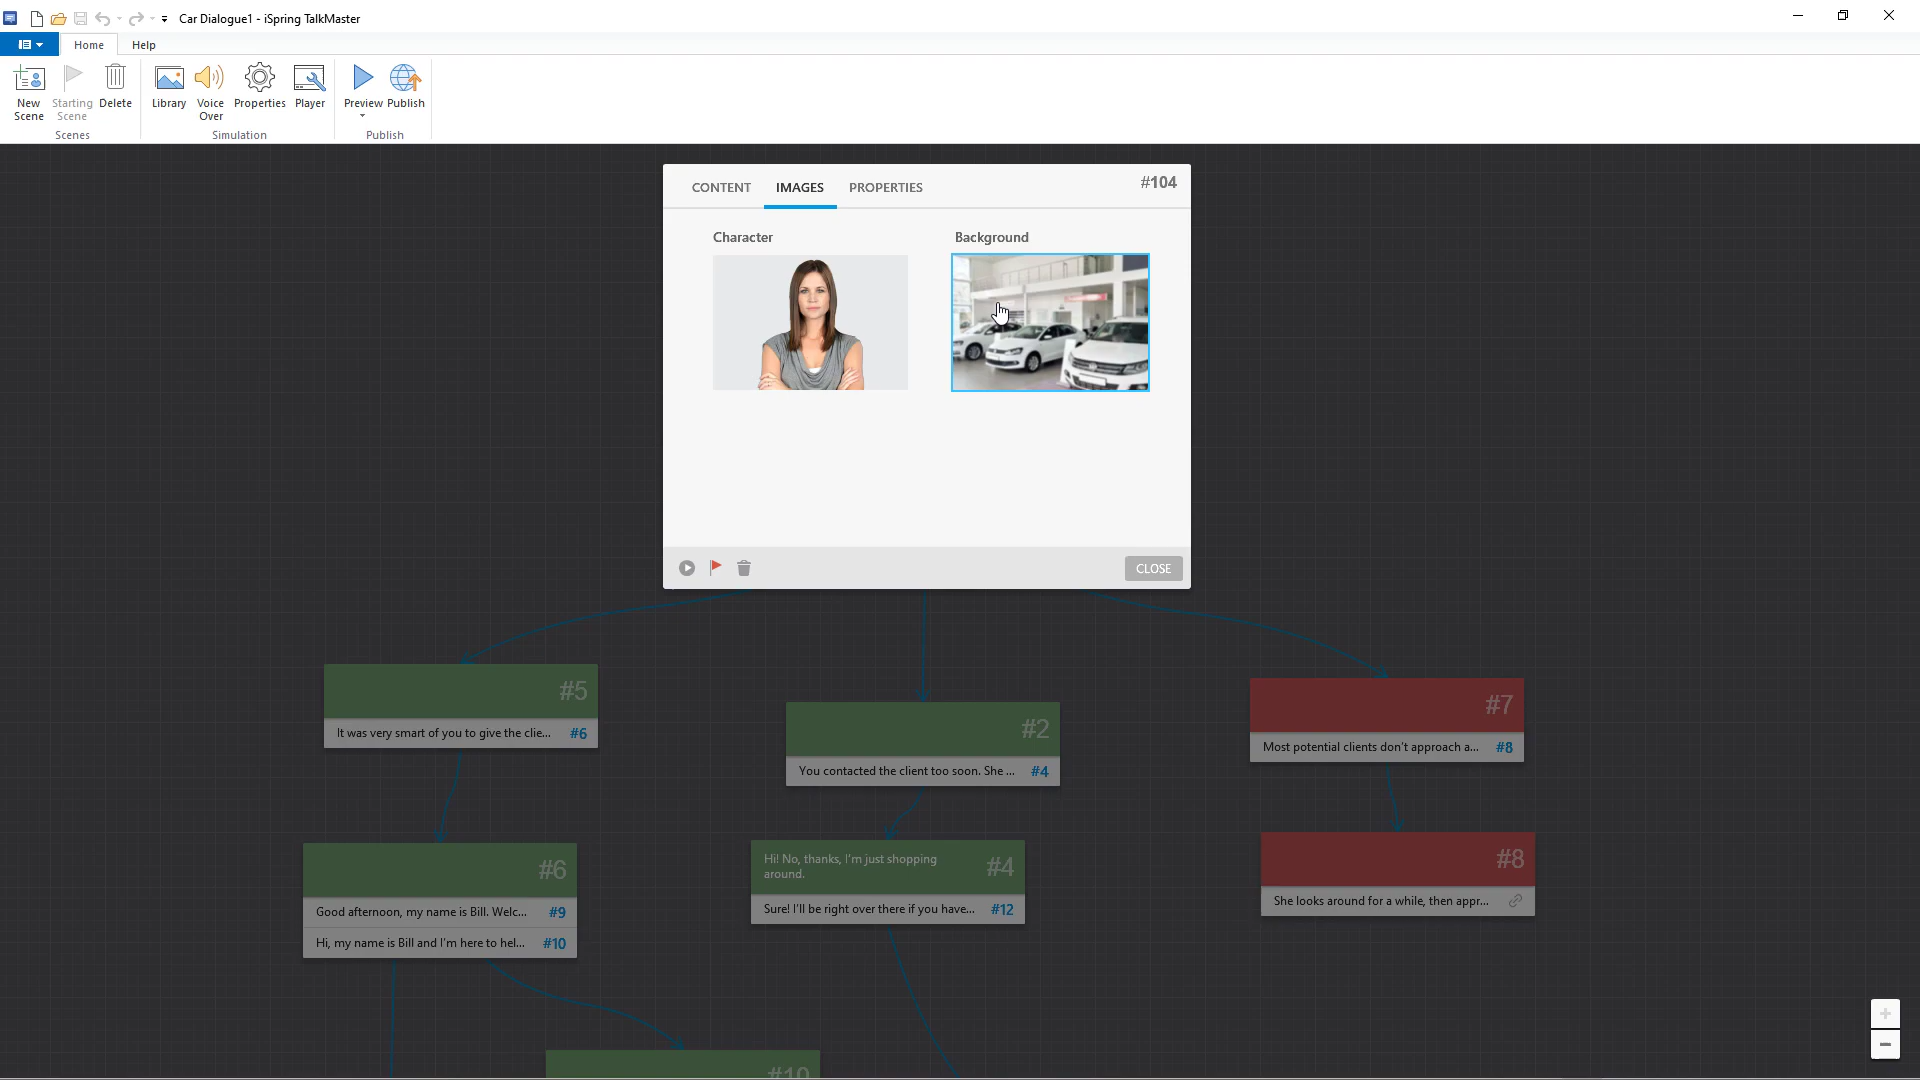 Car Dialogue1 - iSpring TalkMaster
Home Help
New Scene
Starting Scene
Delete
Library
Voice Over
Properties
Player
Preview
Publish
Scenes
Simulation
Publish
CONTENT IMAGES PROPERTIES #104
Character Background
CLOSE
#5
It was very smart of you to give the clie... #6
#2
You contacted the client too soon. She ... #4
#7
Most potential clients don't approach a... #8
#6
Good afternoon, my name is Bill. Welc... #9
Hi, my name is Bill and I'm here to hel... #10
Hi! No, thanks, I'm just shopping
around.
#4
Sure! I'll be right over there if you have... #12
#8
She looks around for a while, then appr...
#10